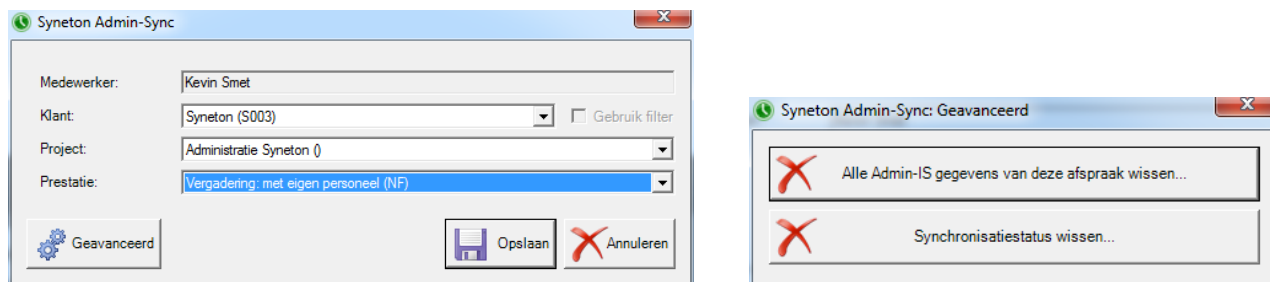 Syneton Admin-Sync
Medewerker: Kevin Smet
Klant: Syneton (S003) Gebruik filter
Project: Administratie Syneton ()
Prestatie: Vergadering: met eigen personeel (NF)
Geavanceerd Opslaan Annuleren
Syneton Admin-Sync: Geavanceerd
Alle Admin-IS gegevens van deze afspraak wissen...
Synchronisatiestatus wissen...